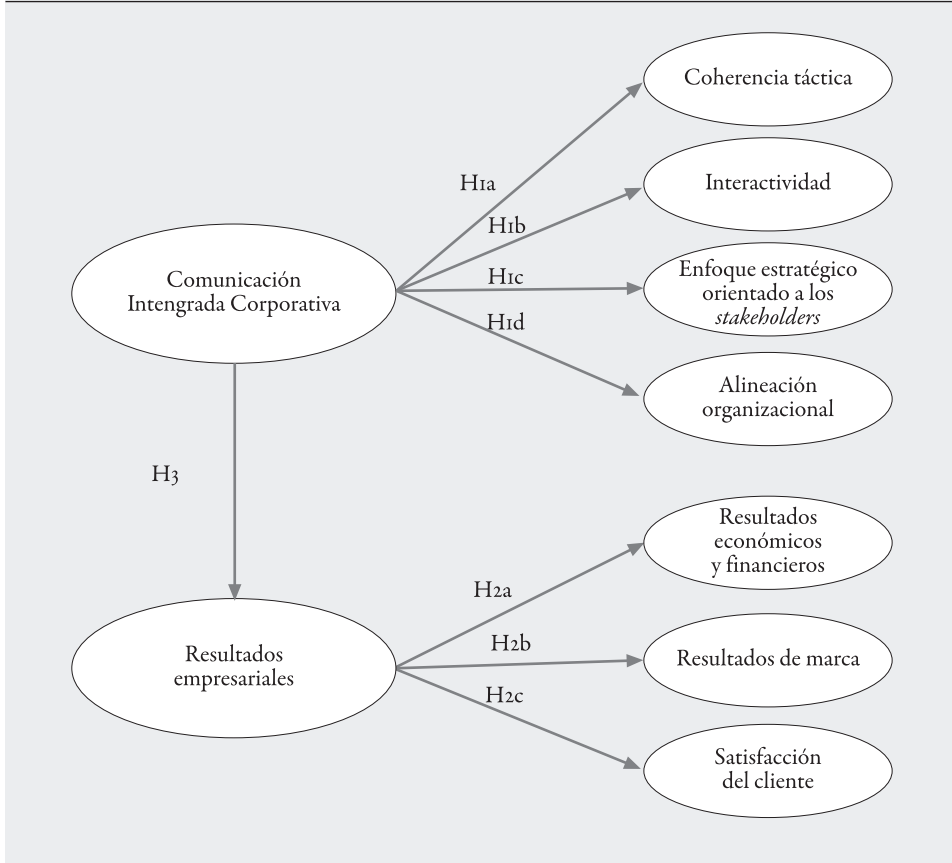 Coherencia táctica
H1a
Interactividad
H1b
Comunicación
Intengrada Corporativa
H1c
Enfoque estratégico
orientado a los
stakeholders
H1d
Alineación
organizacional
H3
Resultados
económicos
y financieros
H2a
Resultados
empresariales
H2b
Resultados de marca
H2c
Satisfacción
del cliente